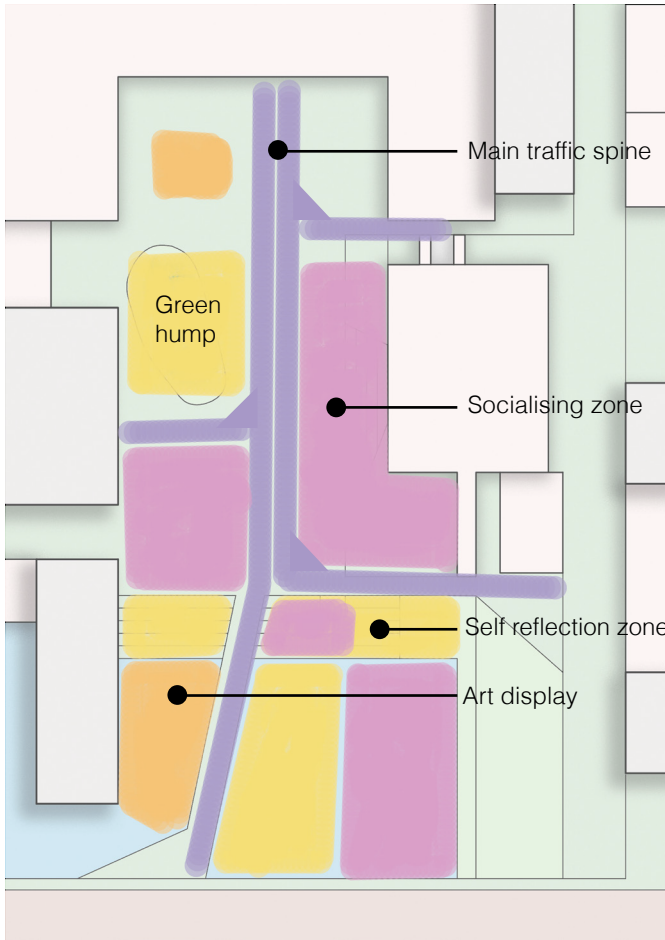 Main traffic spine
Green
hump
Socialising zone
Self reflection zone
Art display